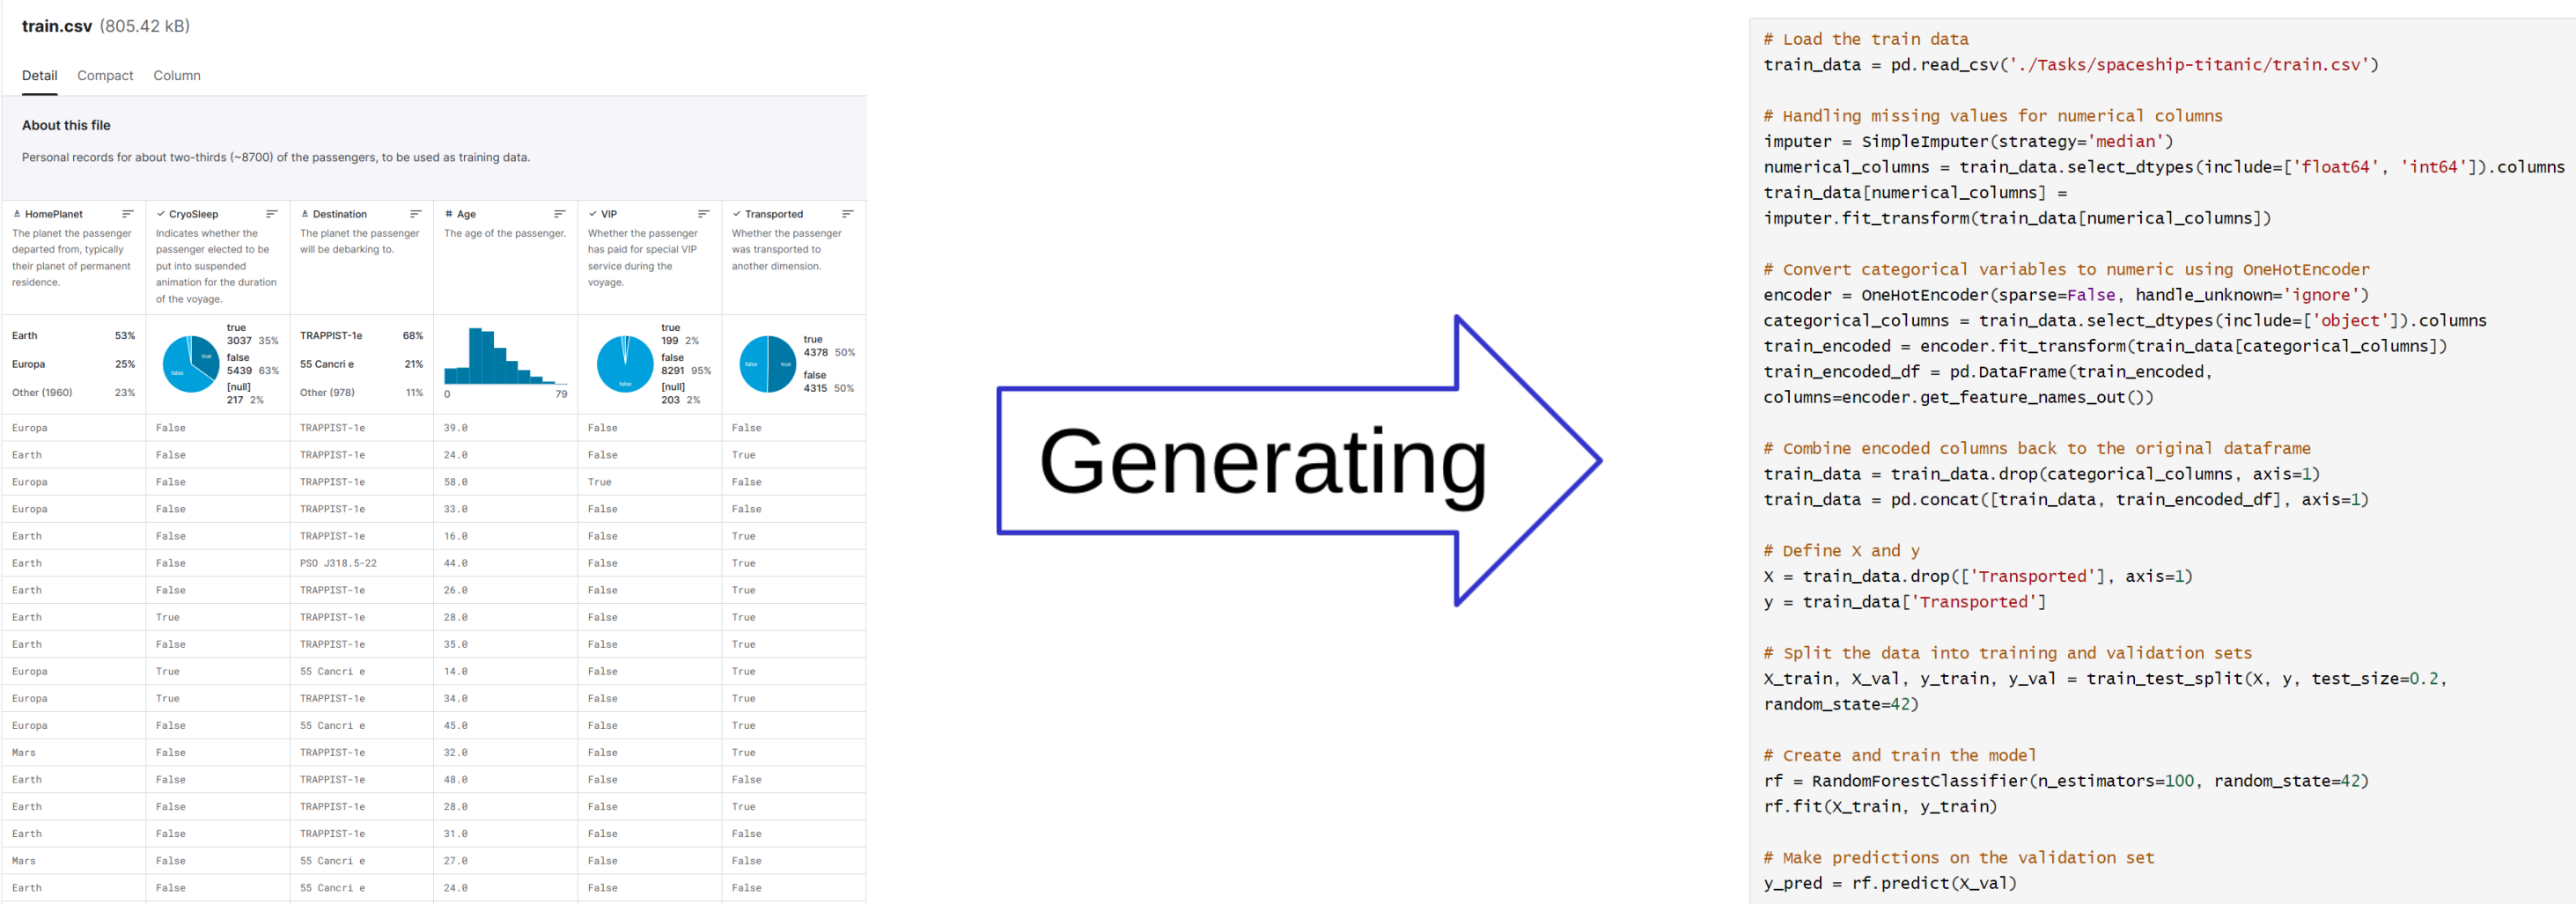 train.csv (805.42 kB)
Detail Compact Column
About this file
Personal records for about two-thirds (~8700) of the passengers, to be used as training data.
HomePlanet
The planet the passenger
departed from, typically
their planet of permanent
residence.
CryoSleep
Indicates whether the
passenger elected to be
put into suspended
animation for the duration
of the voyage.
Destination
The planet the passenger
will be debarking to.
# Age
The age of the passenger.
VIP
Whether the passenger
has paid for special VIP
service during the
voyage.
Transported
Whether the passenger
was transported to
another dimension.
Earth 53%
Europa 25%
Other (1960) 23%
true
false
true
3037 35%
false
5439 63%
[null]
217 2%
TRAPPIST-1e 68%
55 Cancri e 21%
Other (978) 11%
0 79
false
true
199 2%
false
8291 95%
[null]
203 2%
false true
true
4378 50%
false
4315 50%
Europa False TRAPPIST-1e 39.0 False False
Earth False TRAPPIST-1e 24.0 False True
Europa False TRAPPIST-1e 58.0 True False
Europa False TRAPPIST-1e 33.0 False False
Earth False TRAPPIST-1e 16.0 False True
Earth False PSO J318.5-22 44.0 False True
Earth False TRAPPIST-1e 26.0 False True
Earth True TRAPPIST-1e 28.0 False True
Earth False TRAPPIST-1e 35.0 False True
Europa True 55 Cancri e 14.0 False True
Europa True TRAPPIST-1e 34.0 False True
Europa False 55 Cancri e 45.0 False True
Mars False TRAPPIST-1e 32.0 False True
Earth False TRAPPIST-1e 48.0 False False
Earth False TRAPPIST-1e 28.0 False True
Earth False TRAPPIST-1e 31.0 False False
Mars False 55 Cancri e 27.0 False False
Earth False 55 Cancri e 24.0 False False
Generating
# Load the train data
train_data = pd.read_csv('./Tasks/spaceship-titanic/train.csv')
# Handling missing values for numerical columns
imputer = SimpleImputer(strategy='median')
numerical_columns = train_data.select_dtypes(include=['float64', 'int64']).columns
train_data[numerical_columns] =
imputer.fit_transform(train_data[numerical_columns])
# Convert categorical variables to numeric using OneHotEncoder
encoder = OneHotEncoder(sparse=False, handle_unknown='ignore')
categorical_columns = train_data.select_dtypes(include=['object']).columns
train_encoded = encoder.fit_transform(train_data[categorical_columns])
train_encoded_df = pd.DataFrame(train_encoded,
columns=encoder.get_feature_names_out())
# Combine encoded columns back to the original dataframe
train_data = train_data.drop(categorical_columns, axis=1)
train_data = pd.concat([train_data, train_encoded_df], axis=1)
# Define X and y
X = train_data.drop(['Transported'], axis=1)
y = train_data['Transported']
# Split the data into training and validation sets
X_train, X_val, y_train, y_val = train_test_split(X, y, test_size=0.2,
random_state=42)
# Create and train the model
rf = RandomForestClassifier(n_estimators=100, random_state=42)
rf.fit(X_train, y_train)
# Make predictions on the validation set
y_pred = rf.predict(X_val)